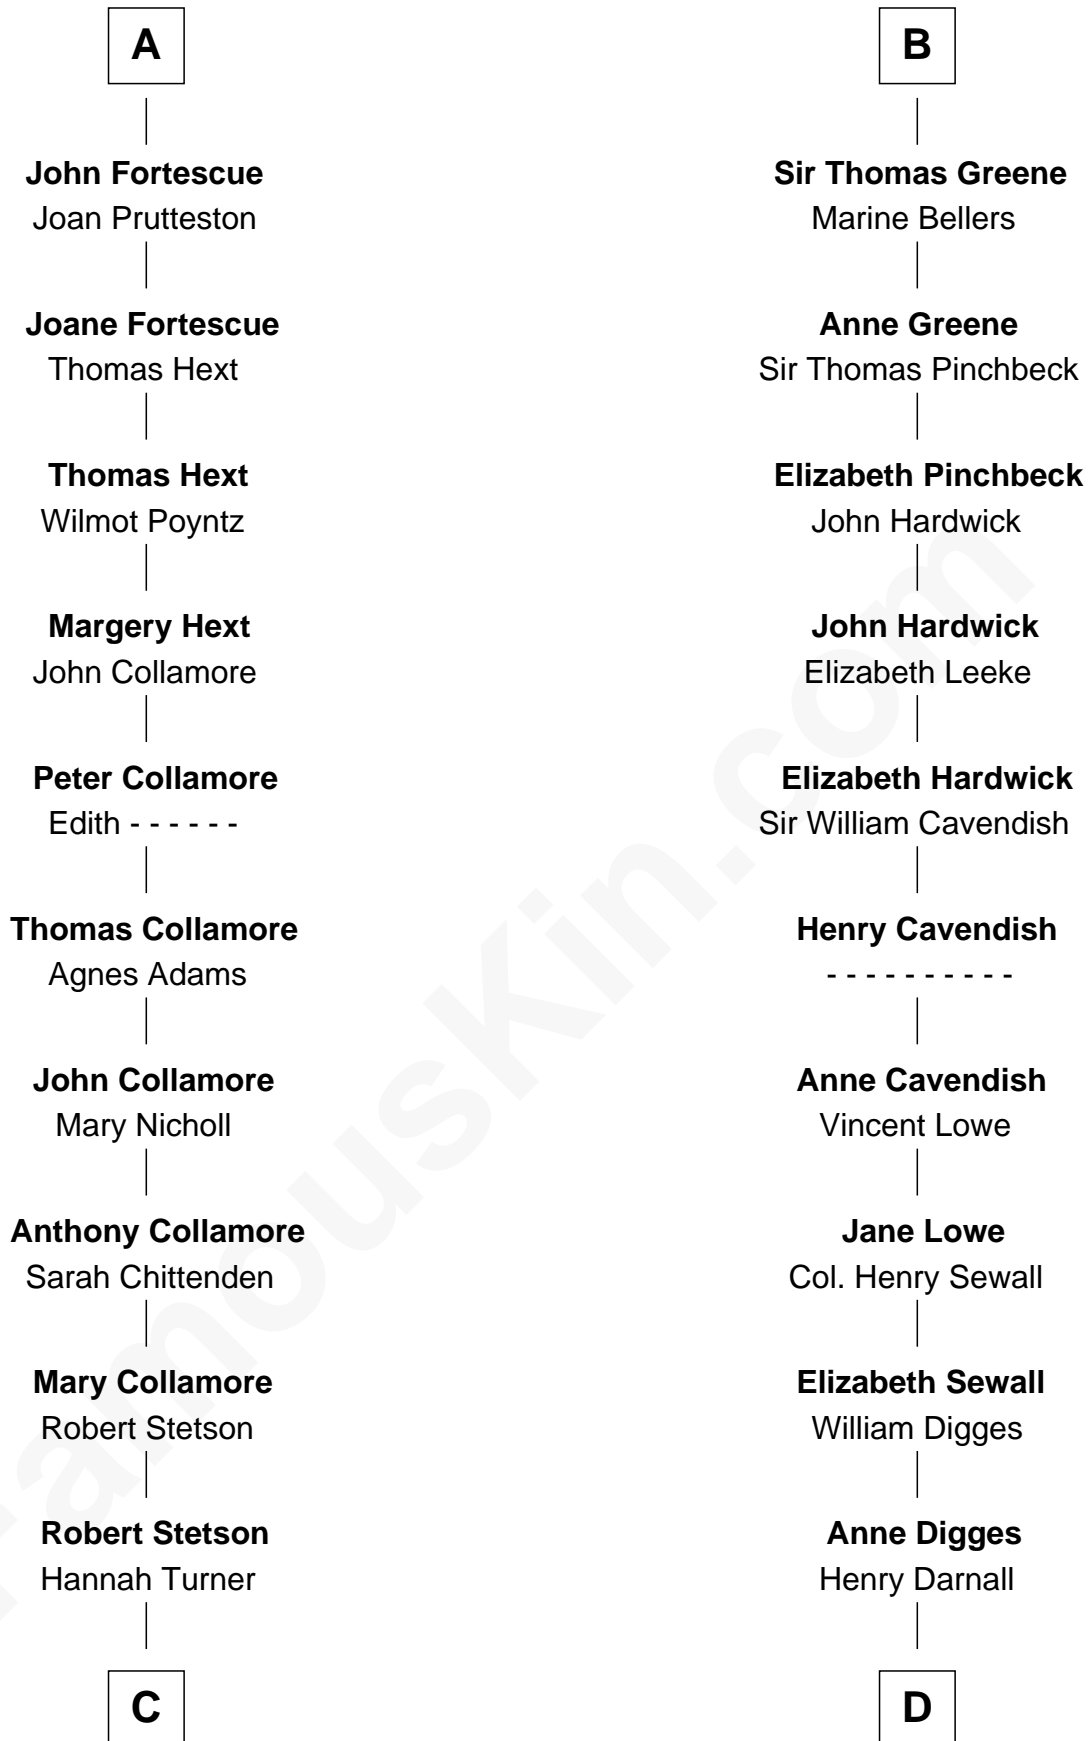 A
John Fortescue
Joan Prutteston
Joane Fortescue
Thomas Hext
Thomas Hext
Wilmot Poyntz
Margery Hext
John Collamore
Peter Collamore
Edith - - - - - -
Thomas Collamore
Agnes Adams
John Collamore
Mary Nicholl
Anthony Collamore
Sarah Chittenden
Mary Collamore
Robert Stetson
Robert Stetson
Hannah Turner
C
B
Sir Thomas Greene
Marine Bellers
Anne Greene
Sir Thomas Pinchbeck
Elizabeth Pinchbeck
John Hardwick
John Hardwick
Elizabeth Leeke
Elizabeth Hardwick
Sir William Cavendish
Henry Cavendish
- - - - - - - - - -
Anne Cavendish
Vincent Lowe
Jane Lowe
Col. Henry Sewall
Elizabeth Sewall
William Digges
Anne Digges
Henry Darnall
D
FamousKin.com